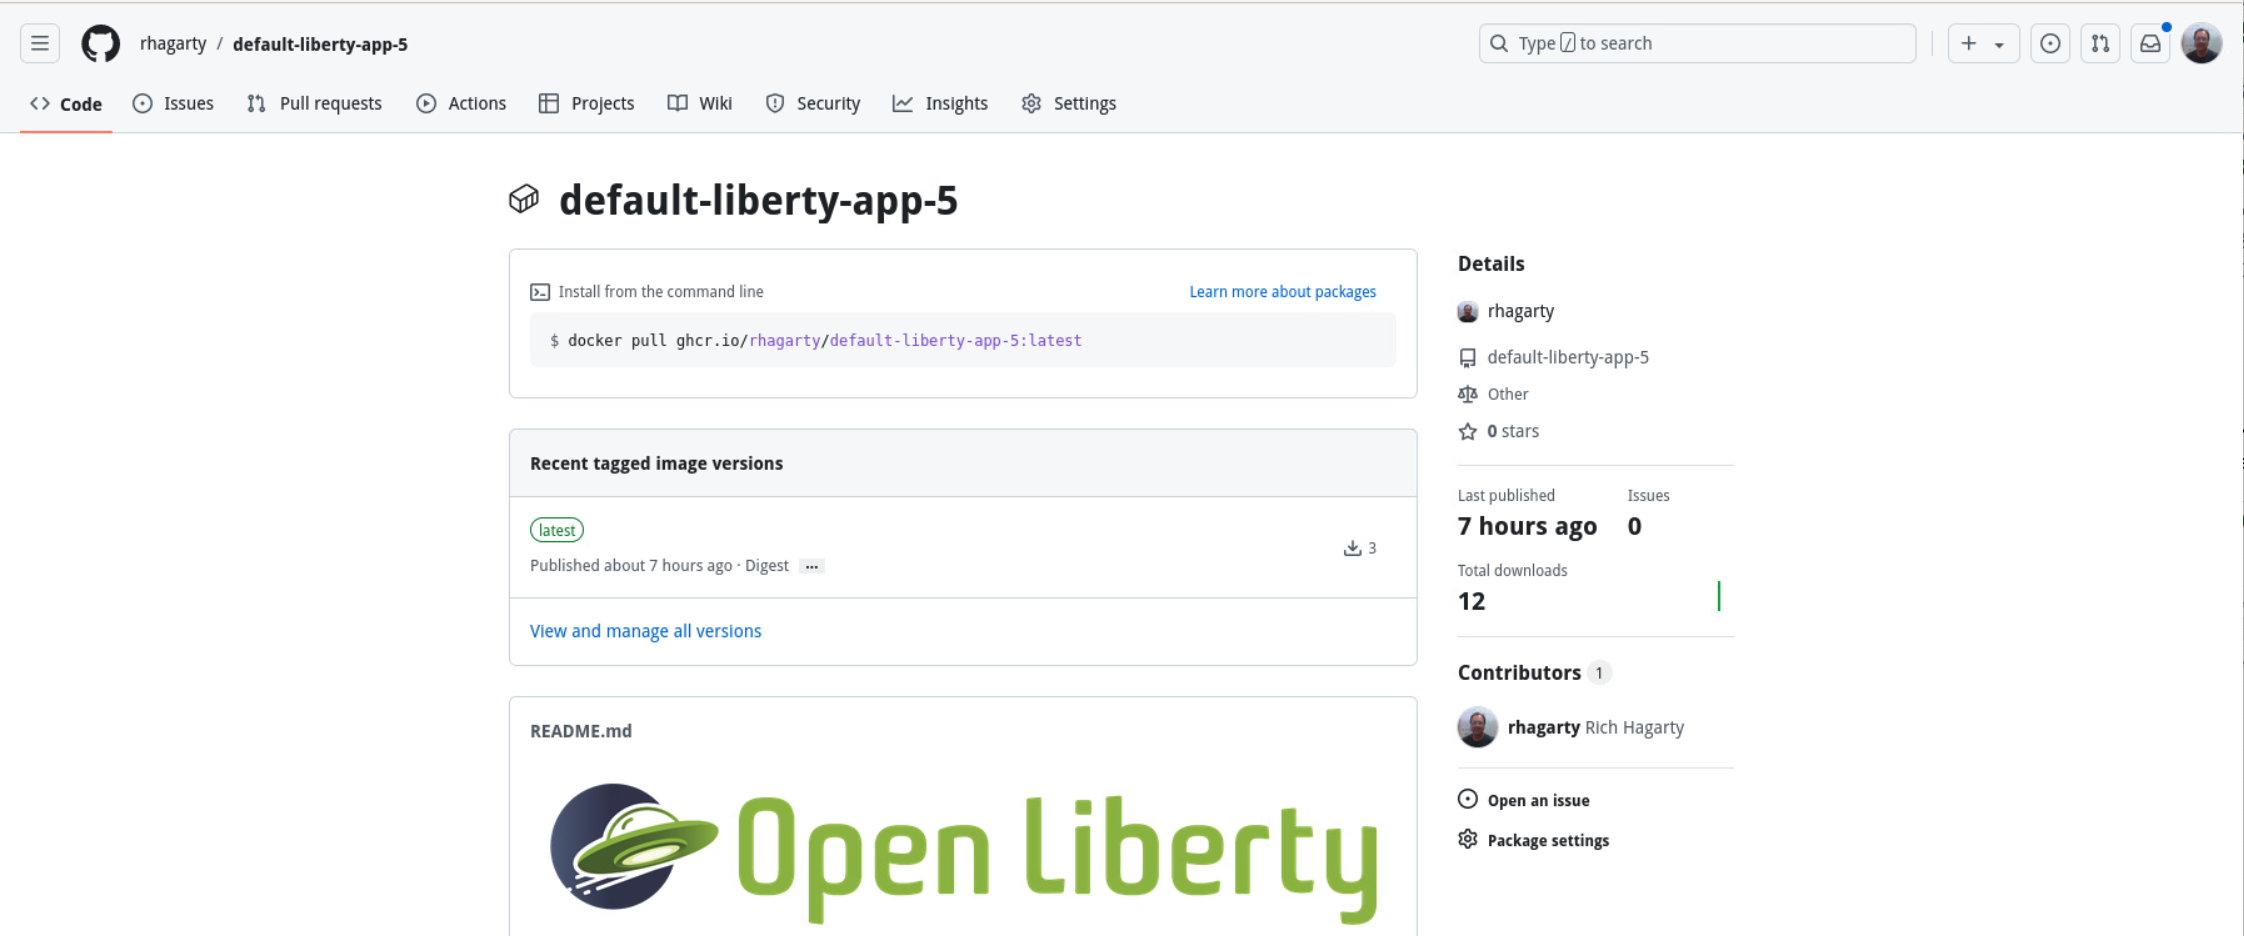 rhagarty / default-liberty-app-5
Type / to search
Code Issues Pull requests Actions Projects Wiki Security Insights Settings
default-liberty-app-5
Install from the command line Learn more about packages
$ docker pull ghcr.io/rhagarty/default-liberty-app-5:latest
Recent tagged image versions
latest
Published about 7 hours ago · Digest ...
3
View and manage all versions
README.md
Open Liberty
Details
rhagarty
default-liberty-app-5
Other
0 stars
Last published Issues
7 hours ago 0
Total downloads
12
Contributors 1
rhagarty Rich Hagarty
Open an issue
Package settings